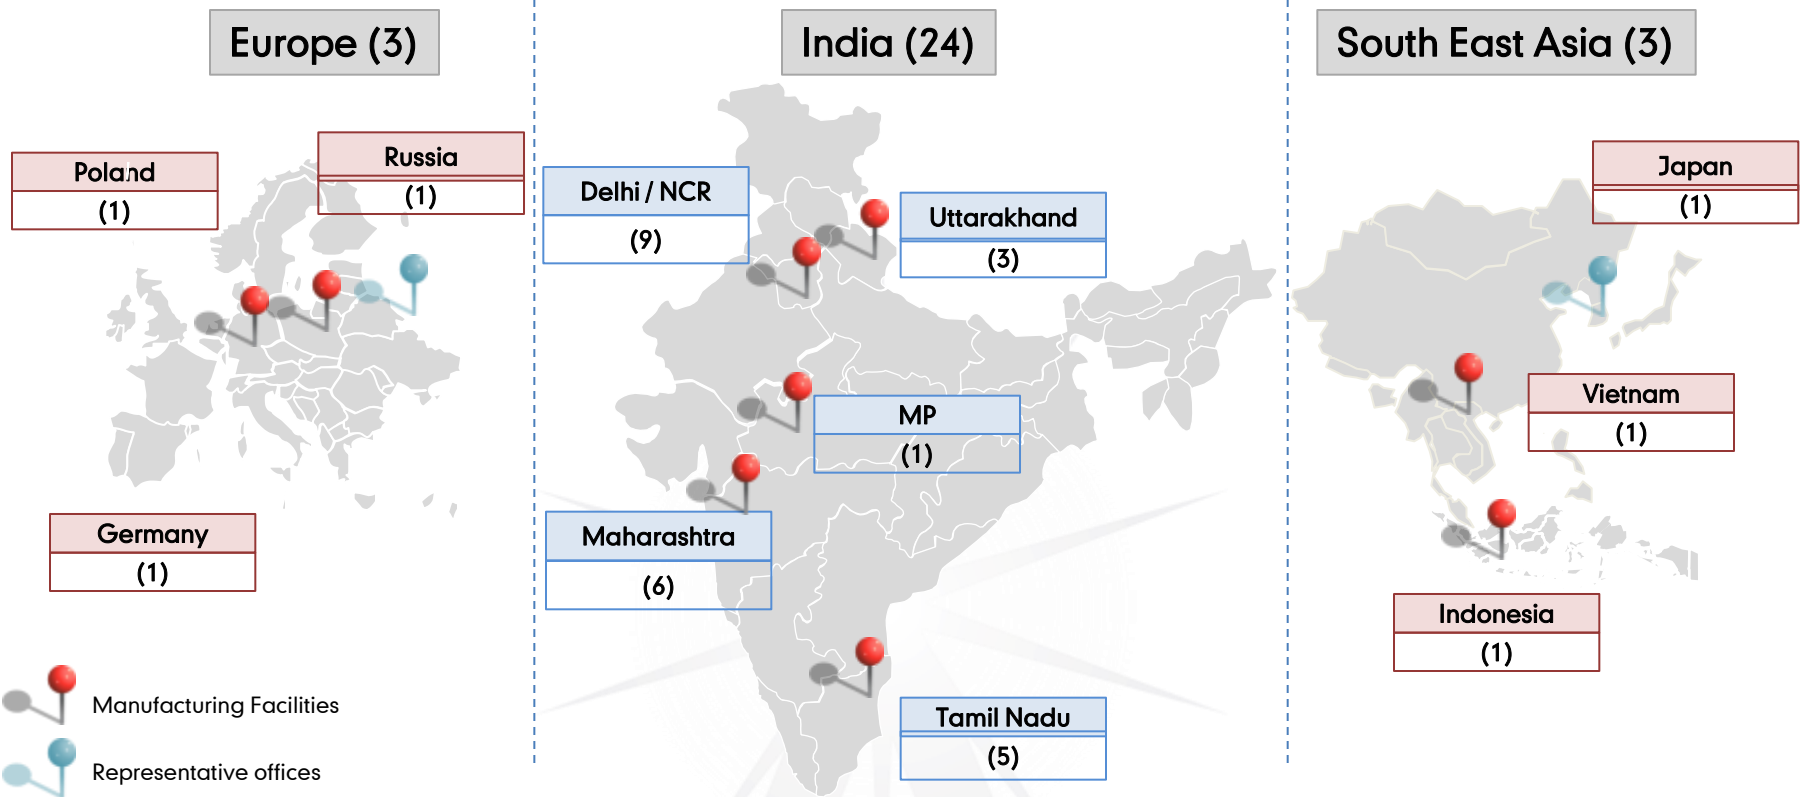 Europe (3)
Poland
(1)
Russia
(1)
Germany
(1)
Manufacturing Facilities
Representative offices
India (24)
Delhi / NCR
(9)
Uttarakhand
(3)
MP
(1)
Maharashtra
(6)
Tamil Nadu
(5)
South East Asia (3)
Japan
(1)
Vietnam
(1)
Indonesia
(1)